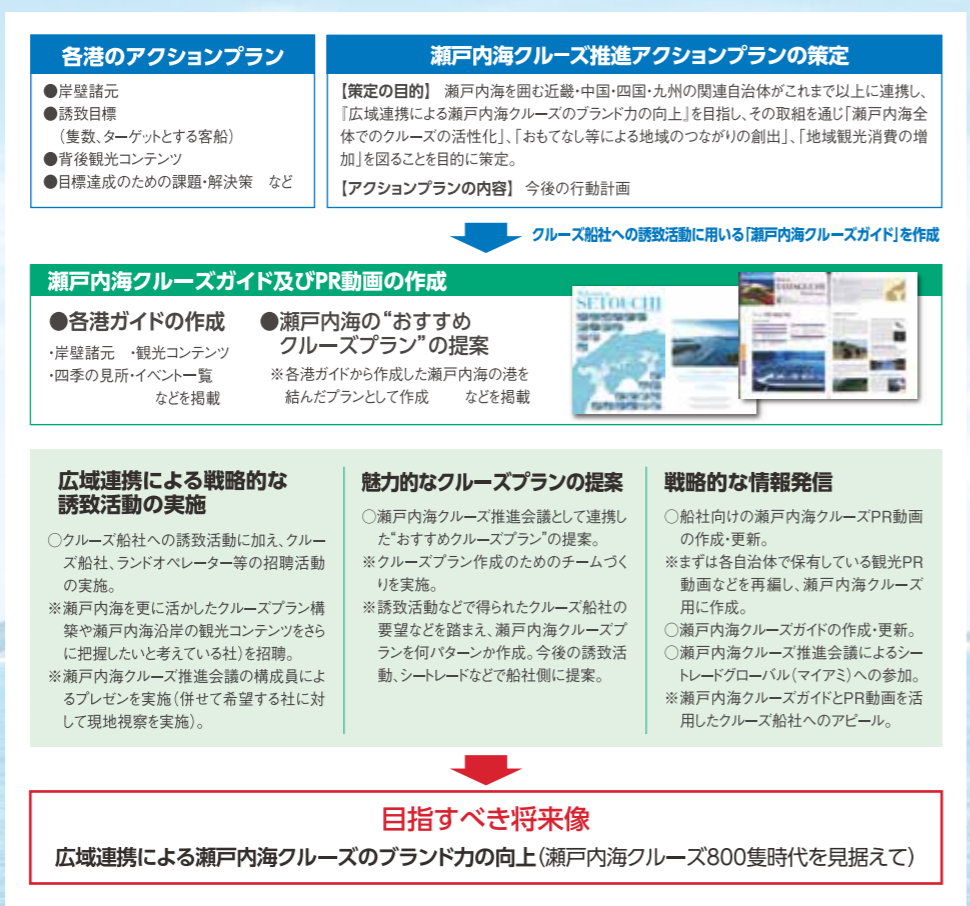 各港のアクションプラン
●岸壁諸元
●誘致目標
（隻数、ターゲットとする客船）
●背後観光コンテンツ
●目標達成のための課題・解決策　など
瀬戸内海クルーズ推進アクションプランの策定
【策定の目的】　瀬戸内海を囲む近畿・中国・四国・九州の関連自治体がこれまで以上に連携し、
『広域連携による瀬戸内海クルーズのブランド力の向上』を目指し、その取組を通じ「瀬戸内海全
体でのクルーズの活性化」、「おもてなし等による地域のつながりの創出」、「地域観光消費の増
加」を図ることを目的に策定。
【アクションプランの内容】　今後の行動計画
クルーズ船社への誘致活動に用いる「瀬戸内海クルーズガイド」を作成
瀬戸内海クルーズガイド及びPR動画の作成
●各港ガイドの作成
・岸壁諸元　・観光コンテンツ
・四季の見所・イベント一覧
などを掲載
●瀬戸内海の“おすすめ
クルーズプラン”の提案
※各港ガイドから作成した瀬戸内海の港を
結んだプランとして作成　　などを掲載
SETOUCHI
YAMAGUCHI
広域連携による戦略的な
誘致活動の実施
○クルーズ船社への誘致活動に加え、クルー
ズ船社、ランドオペレーター等の招聘活動
の実施。
※瀬戸内海を更に活かしたクルーズプラン構
築や瀬戸内海沿岸の観光コンテンツをさら
に把握したいと考えている社）を招聘。
※瀬戸内海クルーズ推進会議の構成員によ
るプレゼンを実施（併せて希望する社に対
して現地視察を実施）。
魅力的なクルーズプランの提案
○瀬戸内海クルーズ推進会議として連携し
た“おすすめクルーズプラン”の提案。
※クルーズプラン作成のためのチームづく
りを実施。
※誘致活動などで得られたクルーズ船社の
要望などを踏まえ、瀬戸内海クルーズプ
ランを何パターンか作成。今後の誘致活
動、シートレードなどで船社側に提案。
戦略的な情報発信
○船社向けの瀬戸内海クルーズPR動画
の作成・更新。
※まずは各自治体で保有している観光PR
動画などを再編し、瀬戸内海クルーズ
用に作成。
○瀬戸内海クルーズガイドの作成・更新。
○瀬戸内海クルーズ推進会議によるシー
トレードグローバル（マイアミ）への参加。
※瀬戸内海クルーズガイドとPR動画を活
用したクルーズ船社へのアピール。
目指すべき将来像
広域連携による瀬戸内海クルーズのブランド力の向上（瀬戸内海クルーズ800隻時代を見据えて）